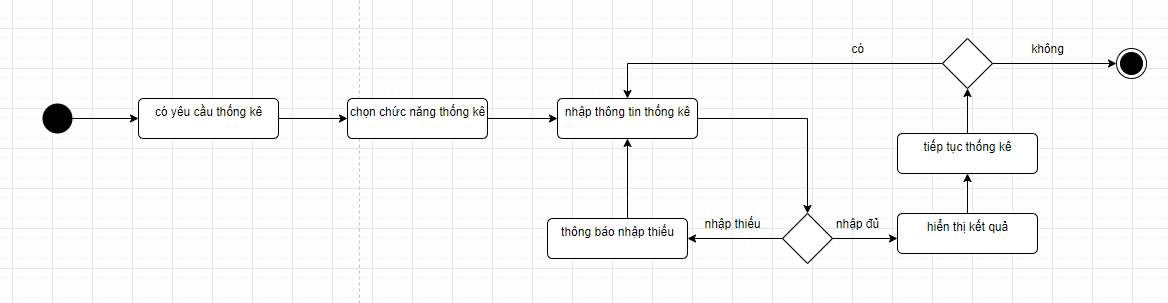 có
không
có yêu cầu thống kê
chọn chức năng thống kê
nhập thông tin thống kê
tiếp tục thống kê
thông báo nhập thiếu
nhập thiếu
nhập đủ
hiển thị kết quả